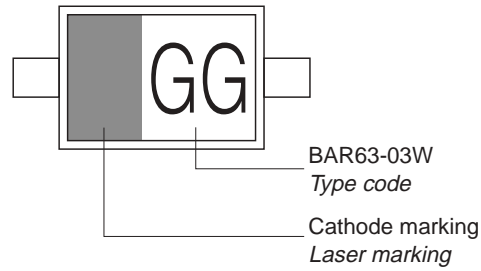 GG
BAR63-03W
Type code
Cathode marking
Laser marking